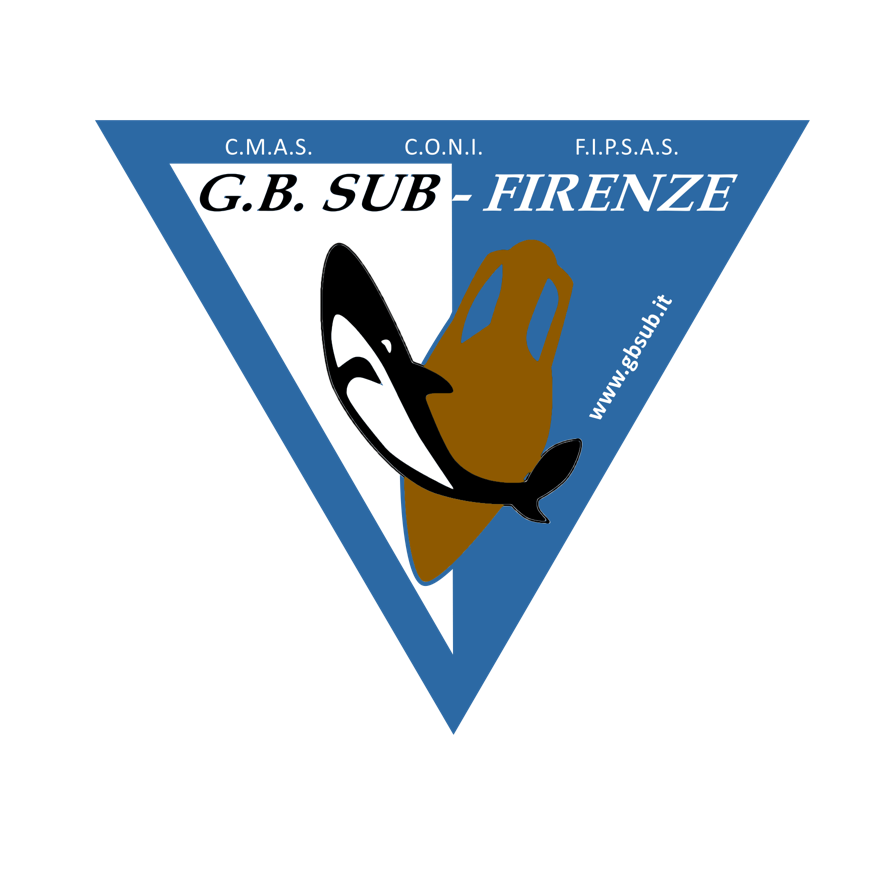 C.M.A.S. C.O.N.I. F.I.P.S.A.S.
G.B. SUB - FIRENZE
www.gbsub.it